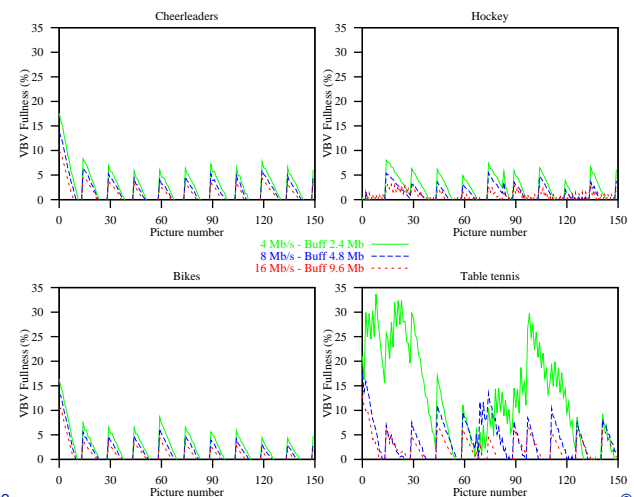 Cheerleaders
Hockey
VBV Fullness (%)
35
30
25
20
15
10
5
0
0 30 60 90 120 150
Picture number
VBV Fullness (%)
35
30
25
20
15
10
5
0
0 30 60 90 120 150
Picture number
4 Mb/s - Buff 2.4 Mb
8 Mb/s - Buff 4.8 Mb
16 Mb/s - Buff 9.6 Mb
Bikes
Table tennis
VBV Fullness (%)
35
30
25
20
15
10
5
0
0 30 60 90 120 150
Picture number
VBV Fullness (%)
35
30
25
20
15
10
5
0
0 30 60 90 120 150
Picture number